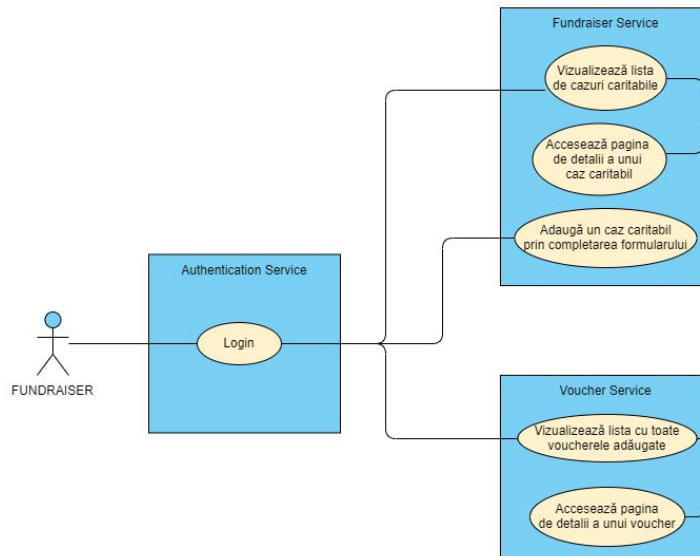 Fundraiser Service
Vizualizează lista
de cazuri caritabile
Accesează pagina
de detalii a unui
caz caritabil
Adaugă un caz caritabil
prin completarea formularului
Authentication Service
Login
FUNDRAISER
Voucher Service
Vizualizează lista cu toate
voucherele adăugate
Accesează pagina
de detalii a unui voucher